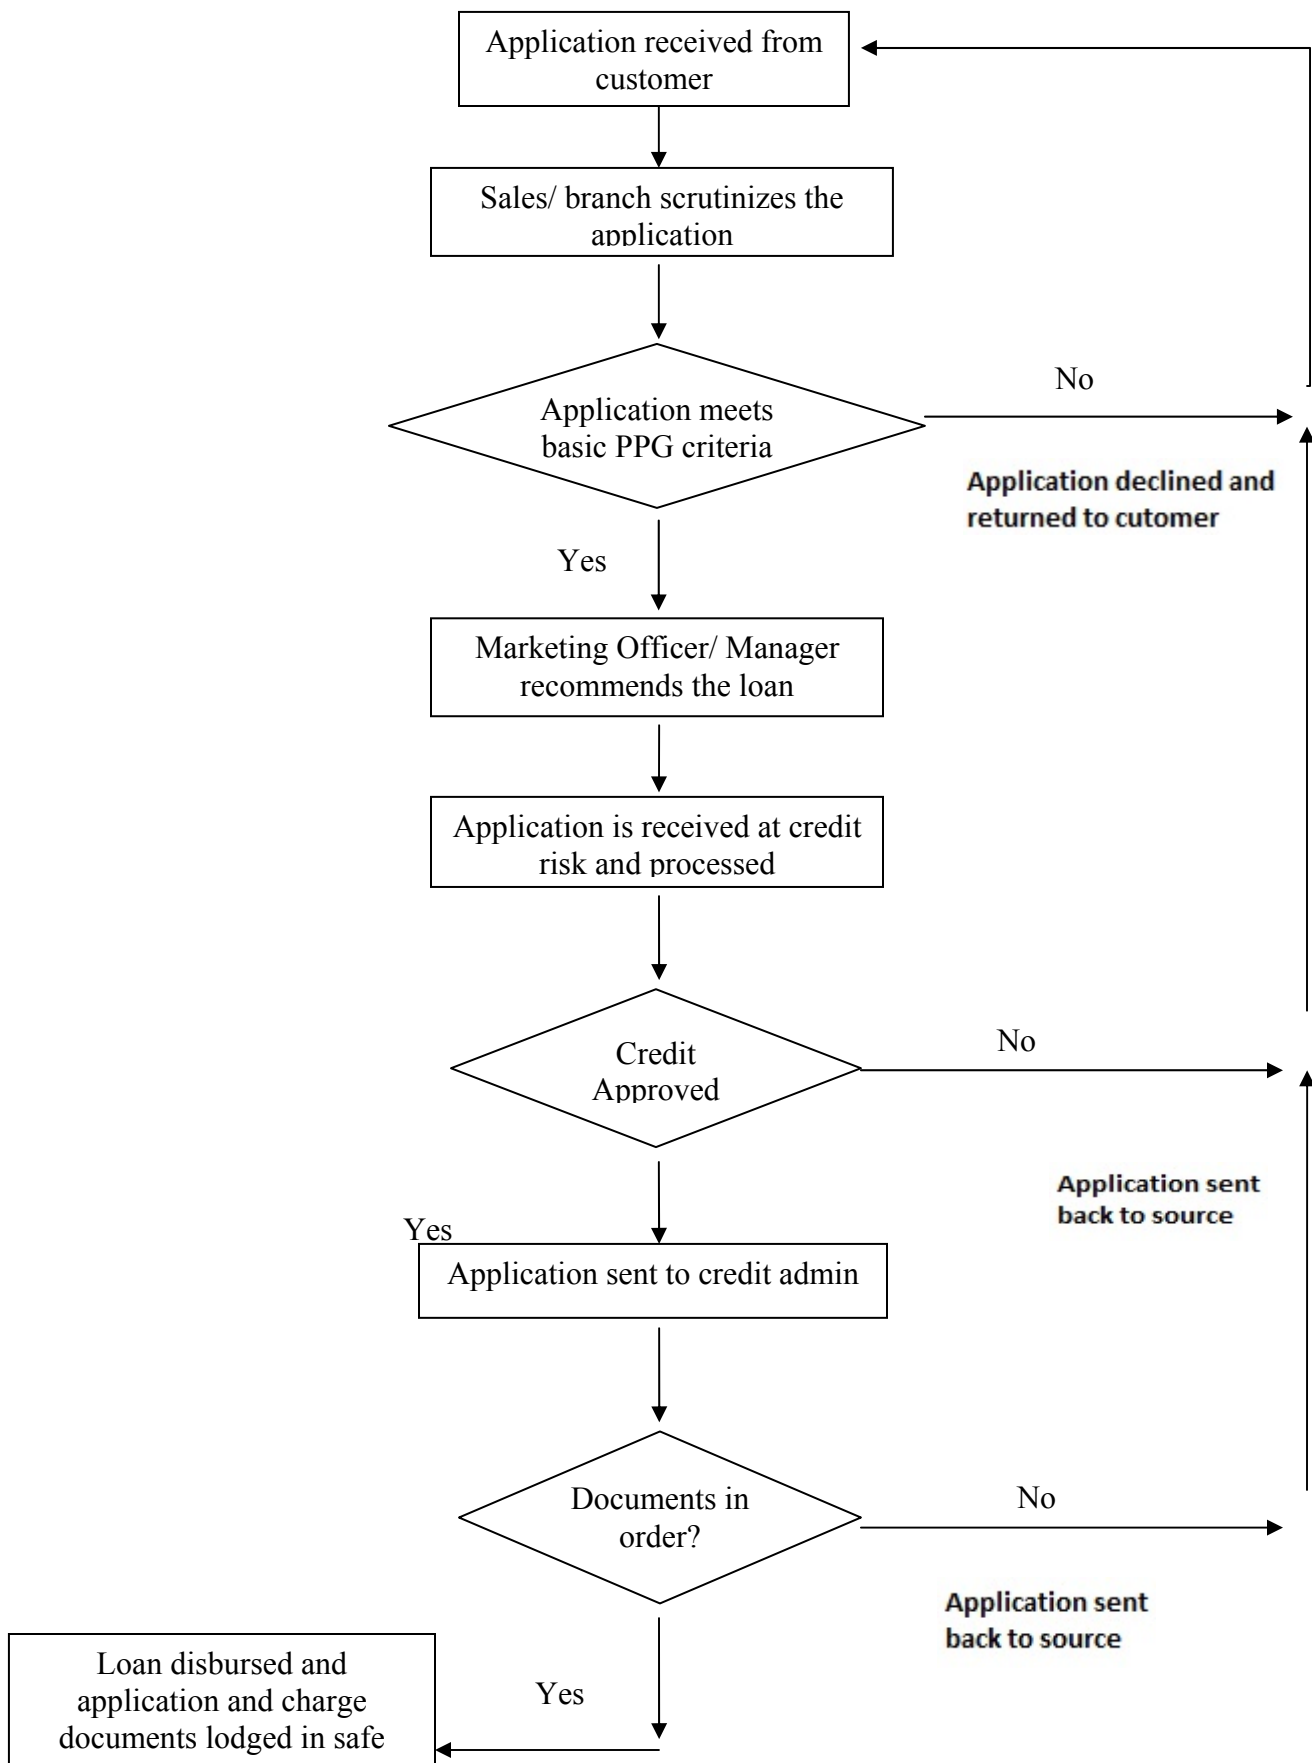 Application received from
customer
Sales/ branch scrutinizes the
application
No
Application meets
basic PPG criteria
Application declined and
returned to cutomer
Yes
Marketing Officer/ Manager
recommends the loan
Application is received at credit
risk and processed
No
Credit
Approved
Application sent
back to source
Yes
Application sent to credit admin
No
Documents in
order?
Application sent
back to source
Loan disbursed and
application and charge
documents lodged in safe
Yes